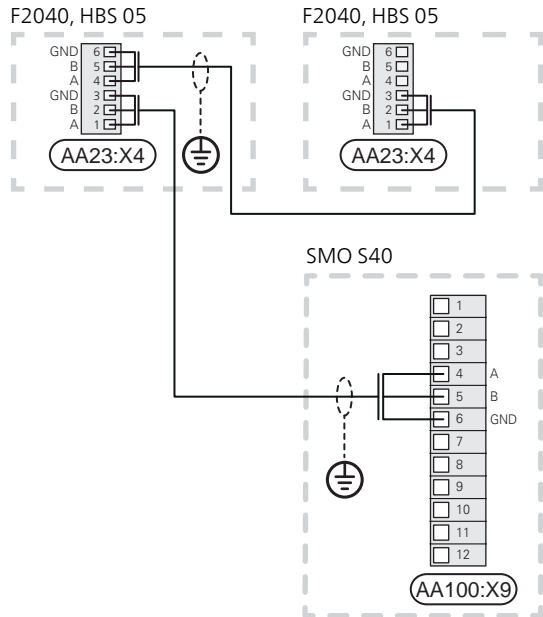 F2040, HBS 05
GND 6
B 5
A 4
GND 3
B 2
A 1
AA23:X4
F2040, HBS 05
GND 6
B 5
A 4
GND 3
B 2
A 1
AA23:X4
SMO S40
1
2
3
4 A
5 B
6 GND
7
8
9
10
11
12
AA100:X9